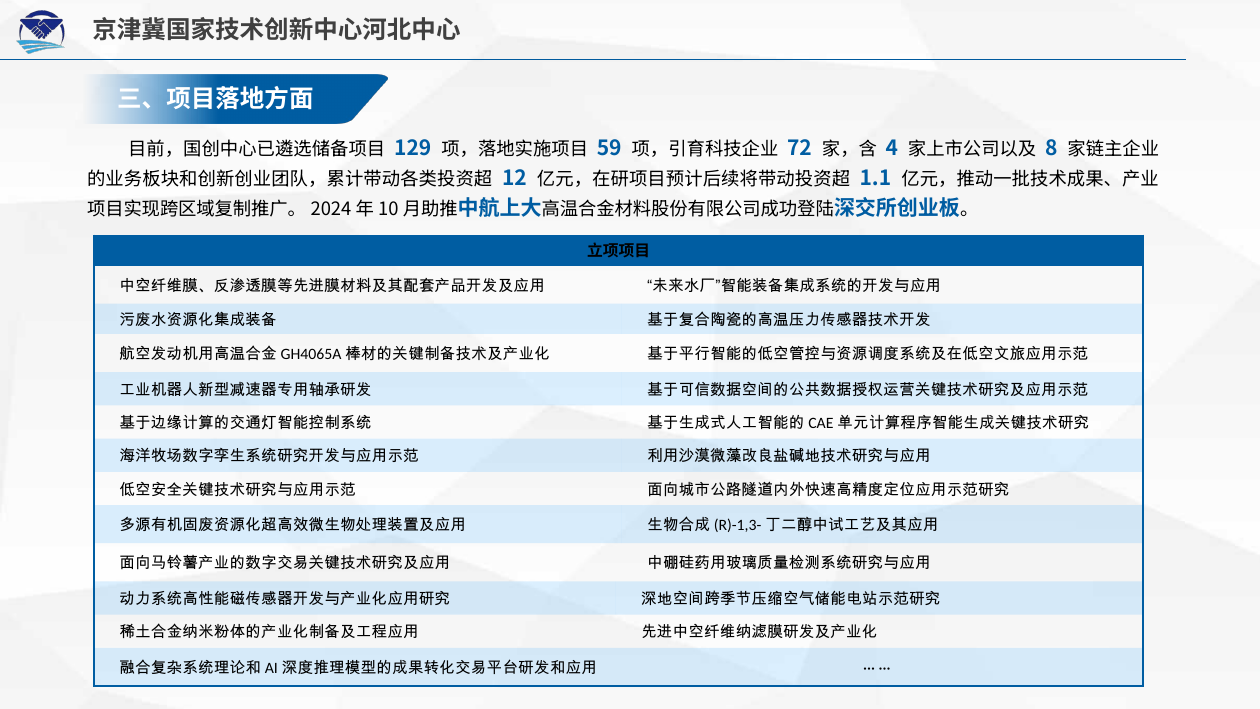 京津冀国家技术创新中心河北中心
三、项目落地方面
目前，国创中心已遴选储备项目 129 项，落地实施项目 59 项，引育科技企业 72 家，含 4 家上市公司以及 8 家链主企业
的业务板块和创新创业团队，累计带动各类投资超 12 亿元，在研项目预计后续将带动投资超 1.1 亿元，推动一批技术成果、产业
项目实现跨区域复制推广。 2024 年 10 月助推中航上大高温合金材料股份有限公司成功登陆深交所创业板。
立项项目
中空纤维膜、反渗透膜等先进膜材料及其配套产品开发及应用 “未来水厂”智能装备集成系统的开发与应用
污废水资源化集成装备 基于复合陶瓷的高温压力传感器技术开发
航空发动机用高温合金 GH4065A 棒材的关键制备技术及产业化 基于平行智能的低空管控与资源调度系统及在低空文旅应用示范
工业机器人新型减速器专用轴承研发 基于可信数据空间的公共数据授权运营关键技术研究及应用示范
基于边缘计算的交通灯智能控制系统 基于生成式人工智能的 CAE 单元计算程序智能生成关键技术研究
海洋牧场数字孪生系统研究开发与应用示范 利用沙漠微藻改良盐碱地技术研究与应用
低空安全关键技术研究与应用示范 面向城市公路隧道内外快速高精度定位应用示范研究
多源有机固废资源化超高效微生物处理装置及应用 生物合成 (R)-1,3- 丁二醇中试工艺及其应用
面向马铃薯产业的数字交易关键技术研究及应用 中硼硅药用玻璃质量检测系统研究与应用
动力系统高性能磁传感器开发与产业化应用研究 深地空间跨季节压缩空气储能电站示范研究
稀土合金纳米粉体的产业化制备及工程应用 先进中空纤维纳滤膜研发及产业化
融合复杂系统理论和 AI 深度推理模型的成果转化交易平台研发和应用 … …